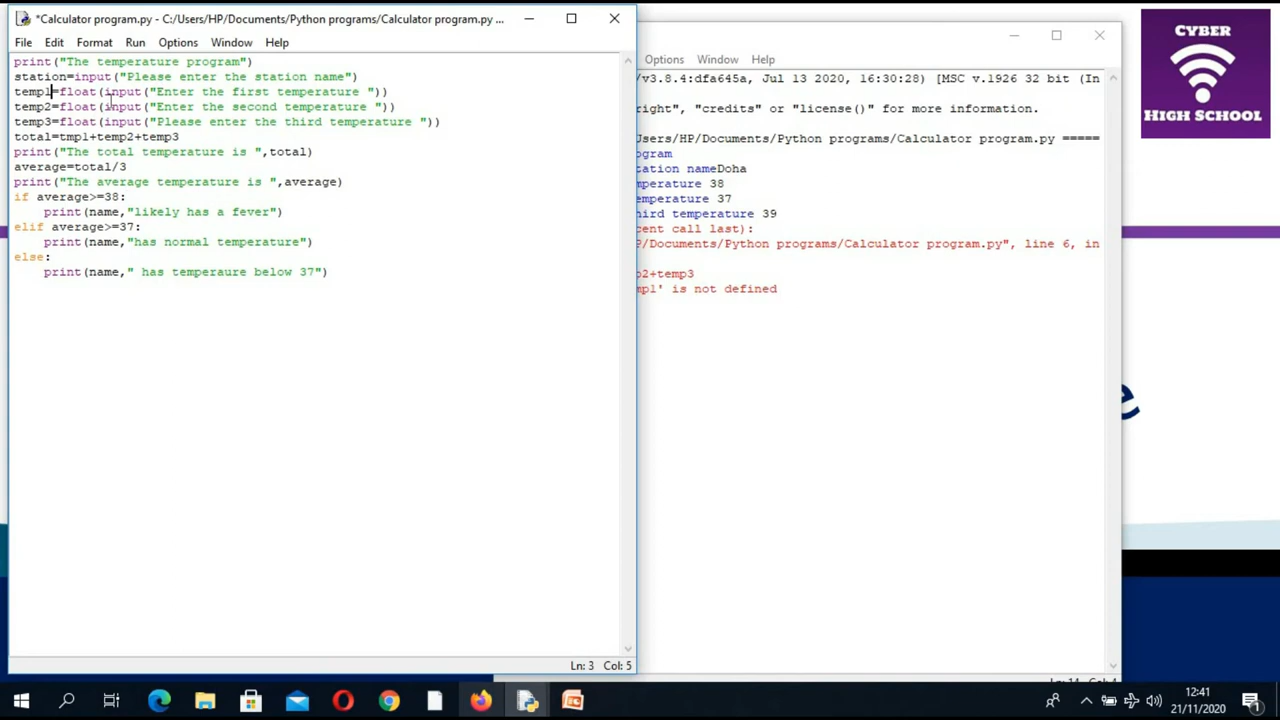 *Calculator program.py - C:/Users/HP/Documents/Python programs/Calculator program.py ...
File Edit Format Run Options Window Help
print("The temperature program")
station=input("Please enter the station name")
temp1=float(input("Enter the first temperature "))
temp2=float(input("Enter the second temperature "))
temp3=float(input("Please enter the third temperature "))
total=tmp1+temp2+temp3
print("The total temperature is ",total)
average=total/3
print("The average temperature is ",average)
if average>=38:
    print(name,"likely has a fever")
elif average>=37:
    print(name,"has normal temperature")
else:
    print(name," has temperaure below 37")
Ln: 3 Col: 5
Options Window Help
/v3.8.4:dfa645a, Jul 13 2020, 16:30:28) [MSC v.1926 32 bit (In
right", "credits" or "license()" for more information.
Users/HP/Documents/Python programs/Calculator program.py =====
ogram
tation nameDoha
mperature 38
emperature 37
hird temperature 39
cent call last):
P/Documents/Python programs/Calculator program.py", line 6, in
p2+temp3
mp1' is not defined
CYBER
HIGH SCHOOL
12:41
21/11/2020
1